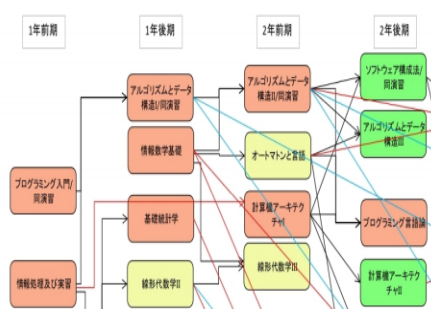 1年前期
1年後期
2年前期
2年後期
プログラミング入門/
同演習
情報処理及び実習
アルゴリズムとデータ
構造I/同演習
情報数学基礎
基礎統計学
線形代数学II
アルゴリズムとデータ
構造II/同演習
オートマトンと言語
計算機アーキテク
チャI
線形代数学III
ソフトウェア構成法/
同演習
アルゴリズムとデータ
構造III
プログラミング言語論
計算機アーキテク
チャII